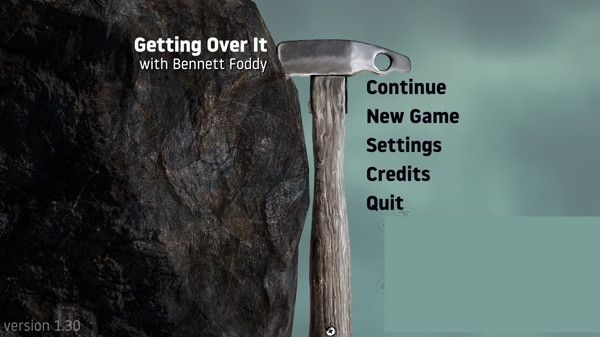 Getting Over It
with Bennett Foddy
Continue
New Game
Settings
Credits
Quit
version 1.30